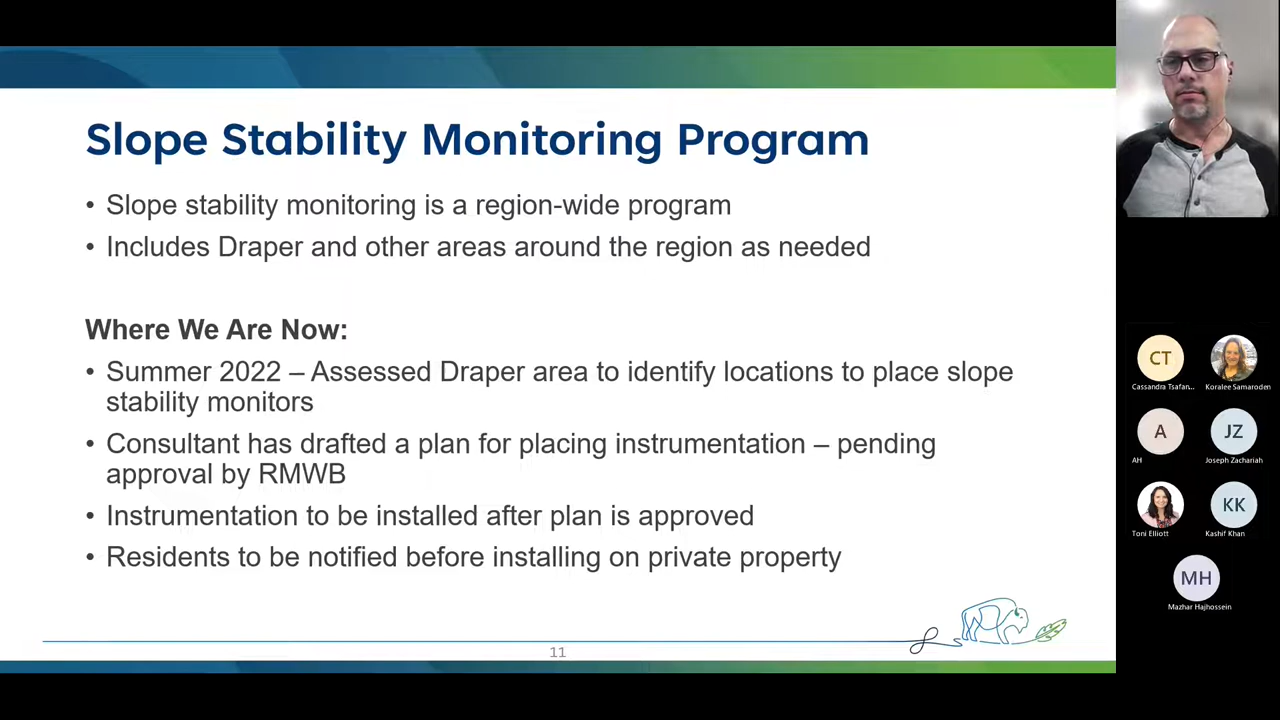 Slope Stability Monitoring Program
• Slope stability monitoring is a region-wide program
• Includes Draper and other areas around the region as needed
Where We Are Now:
• Summer 2022 – Assessed Draper area to identify locations to place slope
stability monitors
• Consultant has drafted a plan for placing instrumentation – pending
approval by RMWB
• Instrumentation to be installed after plan is approved
• Residents to be notified before installing on private property
11
CT
Cassandra Tsafan...
Koralee Samaroden
A
AH
JZ
Joseph Zachariah
Toni Elliott
KK
Kashif Khan
MH
Mazhar Hajhossein